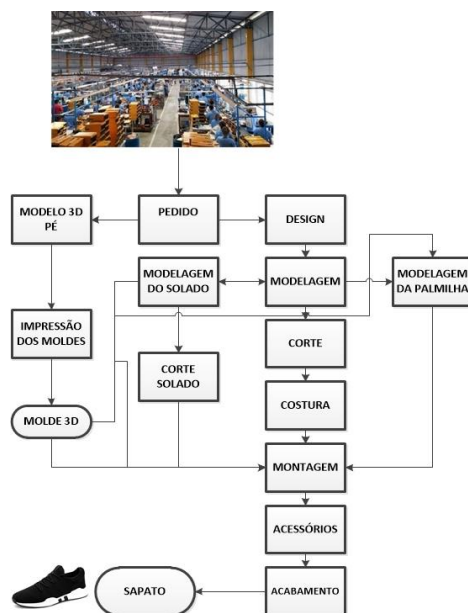 MODELO 3D
PÉ
PEDIDO
DESIGN
MODELAGEM
DO SOLADO
MODELAGEM
MODELAGEM
DA PALMILHA
IMPRESSÃO
DOS MOLDES
CORTE
SOLADO
CORTE
MOLDE 3D
COSTURA
MONTAGEM
ACESSÓRIOS
SAPATO
ACABAMENTO